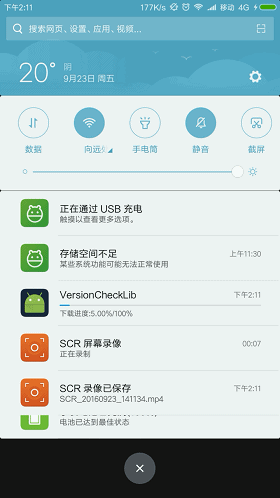 下午2:11 177K/s 移动 4G
搜索网页、设置、应用、视频...
20° 阴
9月23日 周五
数据 向远 手电筒 静音 截屏
正在通过 USB 充电
触摸以查看更多选项。
存储空间不足 上午11:30
某些系统功能可能无法正常使用
VersionCheckLib 下午2:11
下载进度:5.00%/100%
SCR 屏幕录像 00:07
正在录制
SCR 录像已保存 下午2:11
SCR_20160923_141134.mp4
电池已达到最佳状态